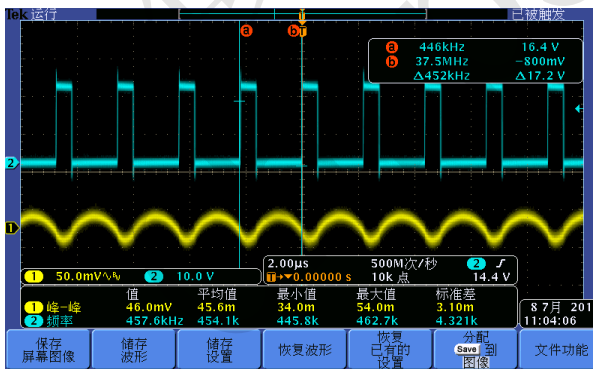 Tek 运行 已被触发
a b T
a 446kHz 16.4 V
b 37.5MHz −800mV
Δ452kHz Δ17.2 V
2
1
1 50.0mV∿BW 2 10.0 V
2.00µs 500M次/秒 2 ∫
T→▼0.00000 s 10k 点 14.4 V
值 平均值 最小值 最大值 标准差
1 峰-峰 46.0mV 45.6m 34.0m 54.0m 3.10m
2 频率 457.6kHz 454.1k 445.8k 462.7k 4.321k
8 7月 201
11:04:06
保存
屏幕图像
储存
波形
储存
设置
恢复波形
恢复
已有的
设置
分配
Save 到
图像
文件功能